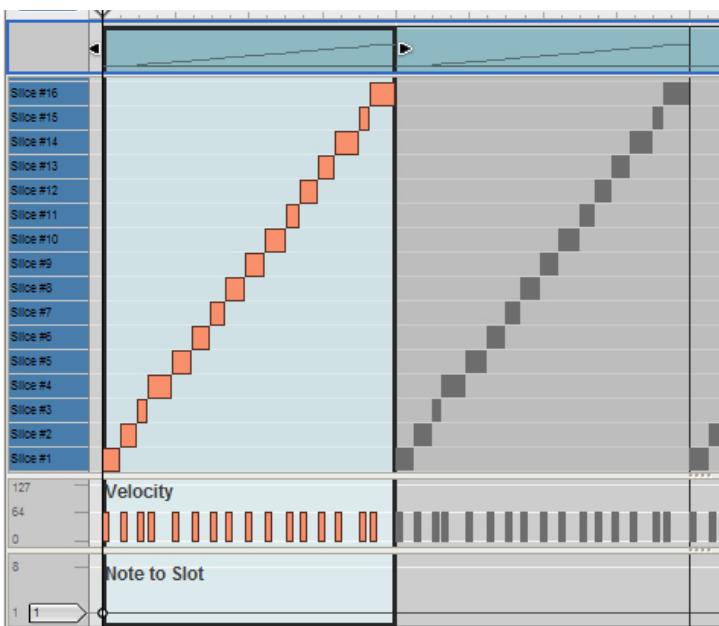 Slice #16
Slice #15
Slice #14
Slice #13
Slice #12
Slice #11
Slice #10
Slice #9
Slice #8
Slice #7
Slice #6
Slice #5
Slice #4
Slice #3
Slice #2
Slice #1
127
Velocity
64
0
8
Note to Slot
1 1